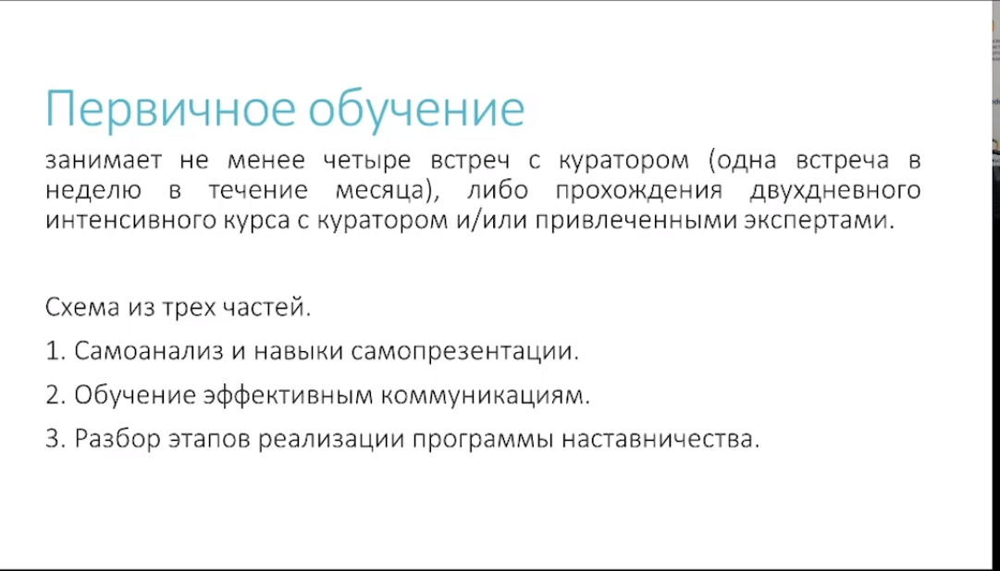 Первичное обучение
занимает не менее четыре встреч с куратором (одна встреча в
неделю в течение месяца), либо прохождения двухдневного
интенсивного курса с куратором и/или привлеченными экспертами.
Схема из трех частей.
1. Самоанализ и навыки самопрезентации.
2. Обучение эффективным коммуникациям.
3. Разбор этапов реализации программы наставничества.